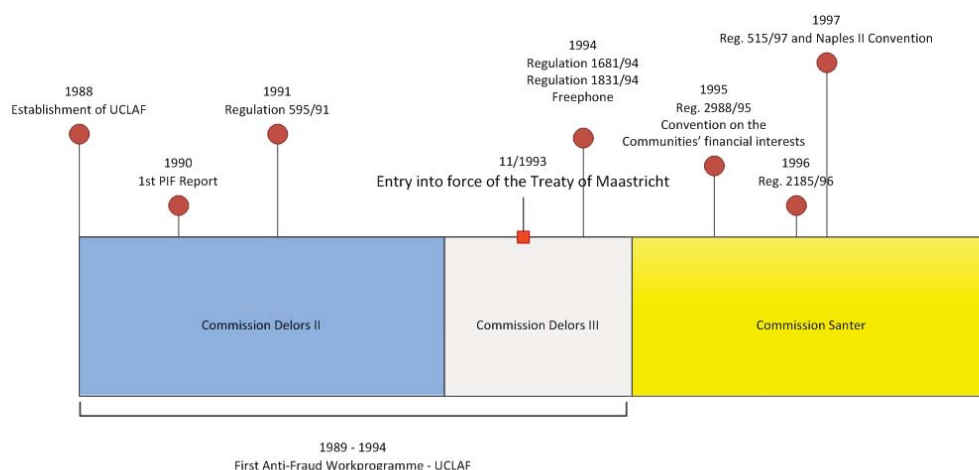 1988
Establishment of UCLAF
1990
1st PIF Report
1991
Regulation 595/91
11/1993
Entry into force of the Treaty of Maastricht
1994
Regulation 1681/94
Regulation 1831/94
Freephone
1995
Reg. 2988/95
Convention on the
Communities’ financial interests
1996
Reg. 2185/96
1997
Reg. 515/97 and Naples II Convention
Commission Delors II
Commission Delors III
Commission Santer
1989 - 1994
First Anti-Fraud Workprogramme - UCLAF